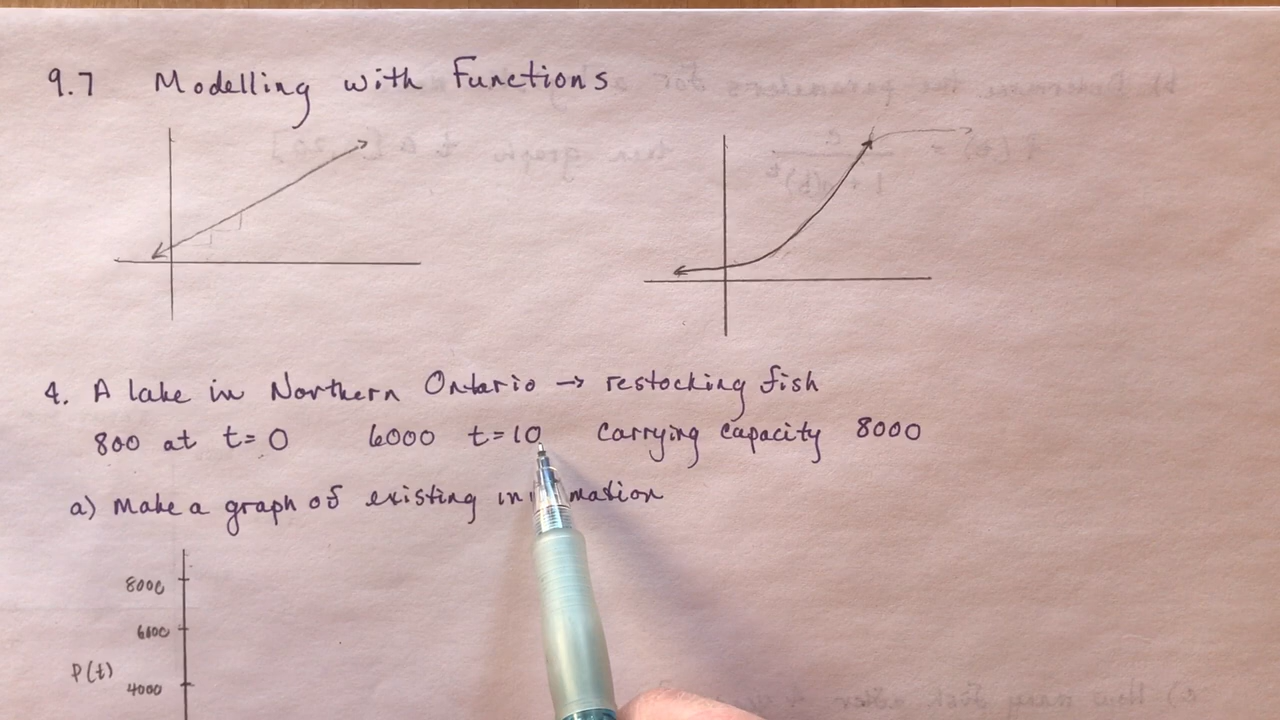 9.7 Modelling with Functions
4. A lake in Northern Ontario → restocking fish
800 at t=0 6000 t=10 carrying capacity 8000
a) Make a graph of existing
8000
6000
P(t)
4000